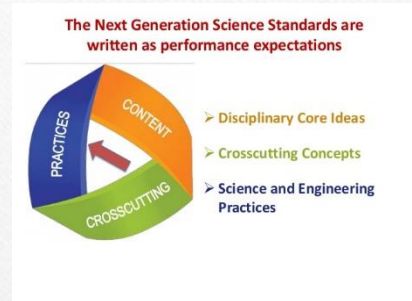 The Next Generation Science Standards are
written as performance expectations
PRACTICES
CONTENT
CROSSCUTTING
➢ Disciplinary Core Ideas
➢ Crosscutting Concepts
➢ Science and Engineering
Practices